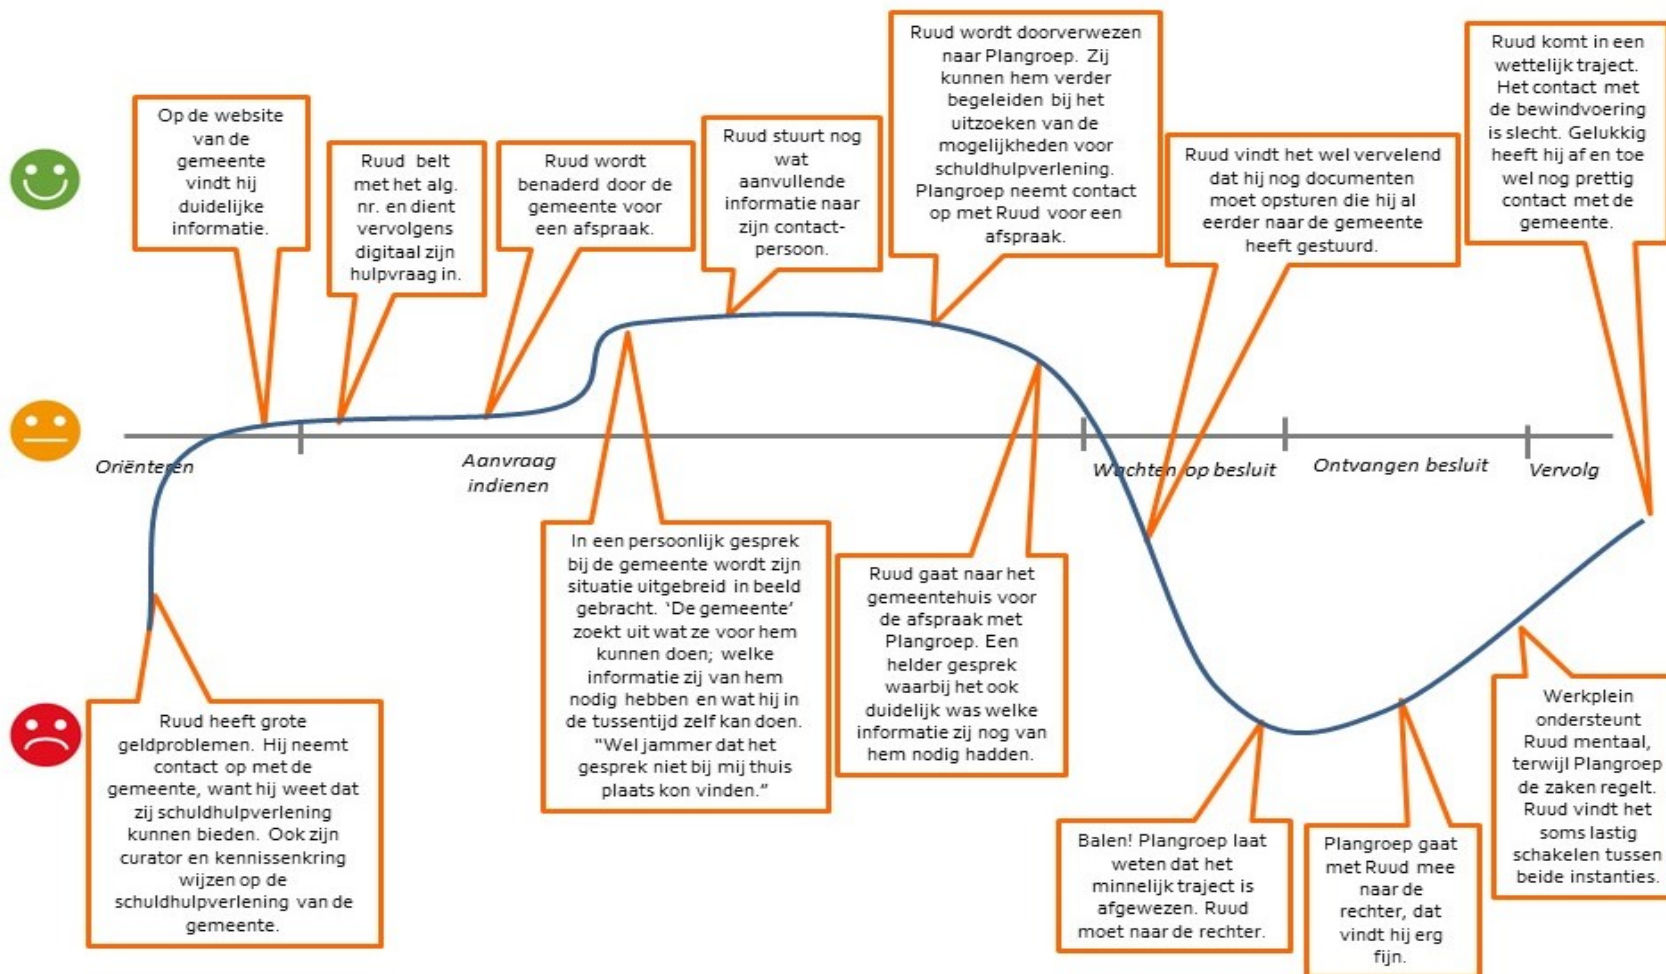 Op de website
van de
gemeente
vindt hij
duidelijke
informatie.
Ruud belt
met het alg.
nr. en dient
vervolgens
digitaal zijn
hulpvraag in.
Ruud wordt
benaderd door de
gemeente voor
een afspraak.
Ruud stuurt nog
wat
aanvullende
informatie naar
zijn contact-
persoon.
Ruud wordt doorverwezen
naar Plangroep. Zij
kunnen hem verder
begeleiden bij het
uitzoeken van de
mogelijkheden voor
schuldhulpverlening.
Plangroep neemt contact
op met Ruud voor een
afspraak.
Ruud vindt het wel vervelend
dat hij nog documenten
moet opsturen die hij al
eerder naar de gemeente
heeft gestuurd.
Ruud komt in een
wettelijk traject.
Het contact met
de bewindvoering
is slecht. Gelukkig
heeft hij af en toe
wel nog prettig
contact met de
gemeente.
Oriënteren
Aanvraag
indienen
Wachten op besluit
Ontvangen besluit
Vervolg
Ruud heeft grote
geldproblemen. Hij neemt
contact op met de
gemeente, want hij weet dat
zij schuldhulpverlening
kunnen bieden. Ook zijn
curator en kennissenkring
wijzen op de
schuldhulpverlening van de
gemeente.
In een persoonlijk gesprek
bij de gemeente wordt zijn
situatie uitgebreid in beeld
gebracht. ‘De gemeente’
zoekt uit wat ze voor hem
kunnen doen; welke
informatie zij van hem
nodig hebben en wat hij in
de tussentijd zelf kan doen.
"Wel jammer dat het
gesprek niet bij mij thuis
plaats kon vinden.”
Ruud gaat naar het
gemeentehuis voor
de afspraak met
Plangroep. Een
helder gesprek
waarbij het ook
duidelijk was welke
informatie zij nog van
hem nodig hadden.
Balen! Plangroep laat
weten dat het
minnelijk traject is
afgewezen. Ruud
moet naar de rechter.
Plangroep gaat
met Ruud mee
naar de
rechter, dat
vindt hij erg
fijn.
Werkplein
ondersteunt
Ruud mentaal,
terwijl Plangroep
de zaken regelt.
Ruud vindt het
soms lastig
schakelen tussen
beide instanties.